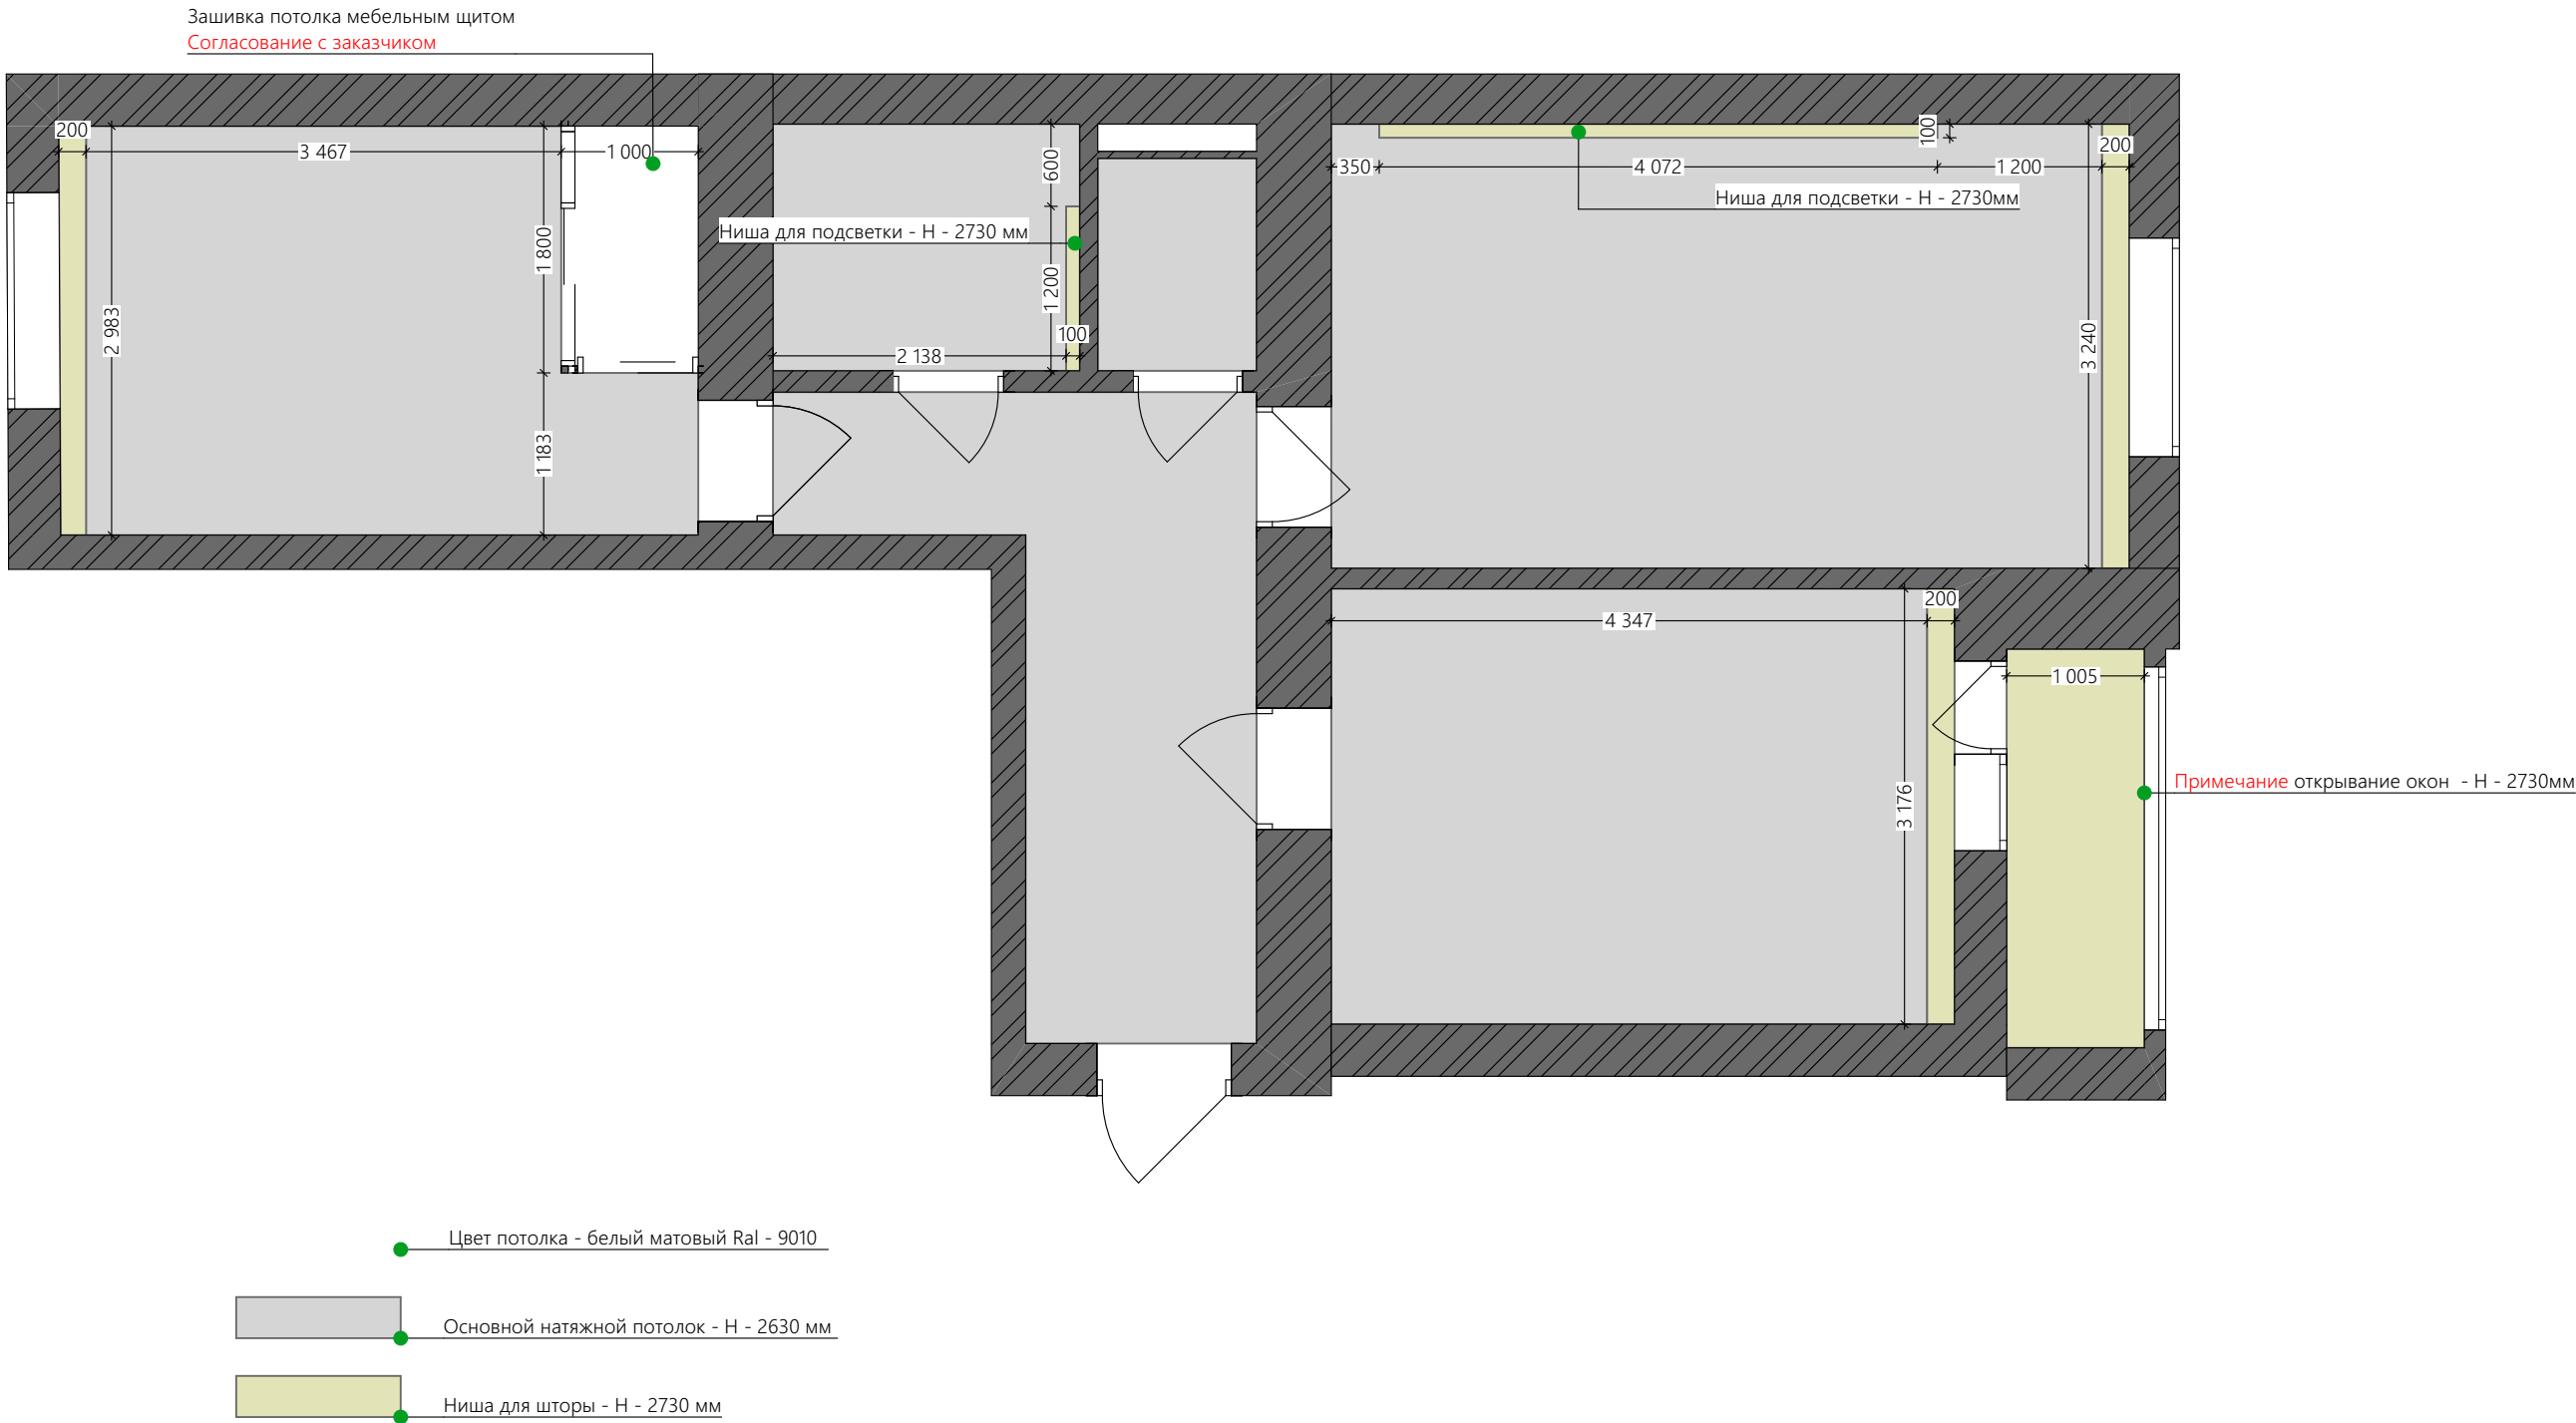 Зашивка потолка мебельным щитом
Согласование с заказчиком
200
3 467
1 000
2 983
1 800
1 183
600
Ниша для подсветки - Н - 2730 мм
1 200
100
2 138
100
200
350
4 072
1 200
Ниша для подсветки - Н - 2730мм
3 240
200
4 347
1 005
3 176
Примечание открывание окон - Н - 2730мм
Цвет потолка - белый матовый Ral - 9010
Основной натяжной потолок - Н - 2630 мм
Ниша для шторы - Н - 2730 мм